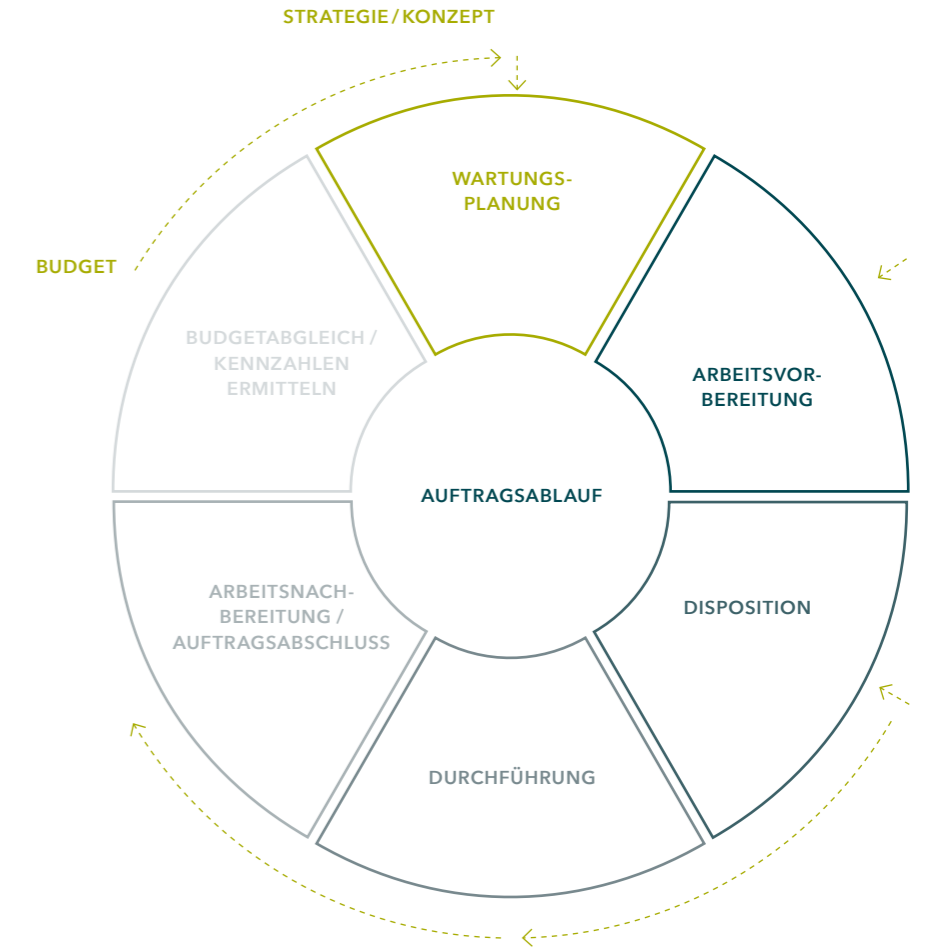 STRATEGIE/KONZEPT
WARTUNGS-
PLANUNG
BUDGET
BUDGETABGLEICH /
KENNZAHLEN
ERMITTELN
ARBEITSVOR-
BEREITUNG
AUFTRAGSABLAUF
ARBEITSNACH-
BEREITUNG /
AUFTRAGSABSCHLUSS
DISPOSITION
DURCHFÜHRUNG